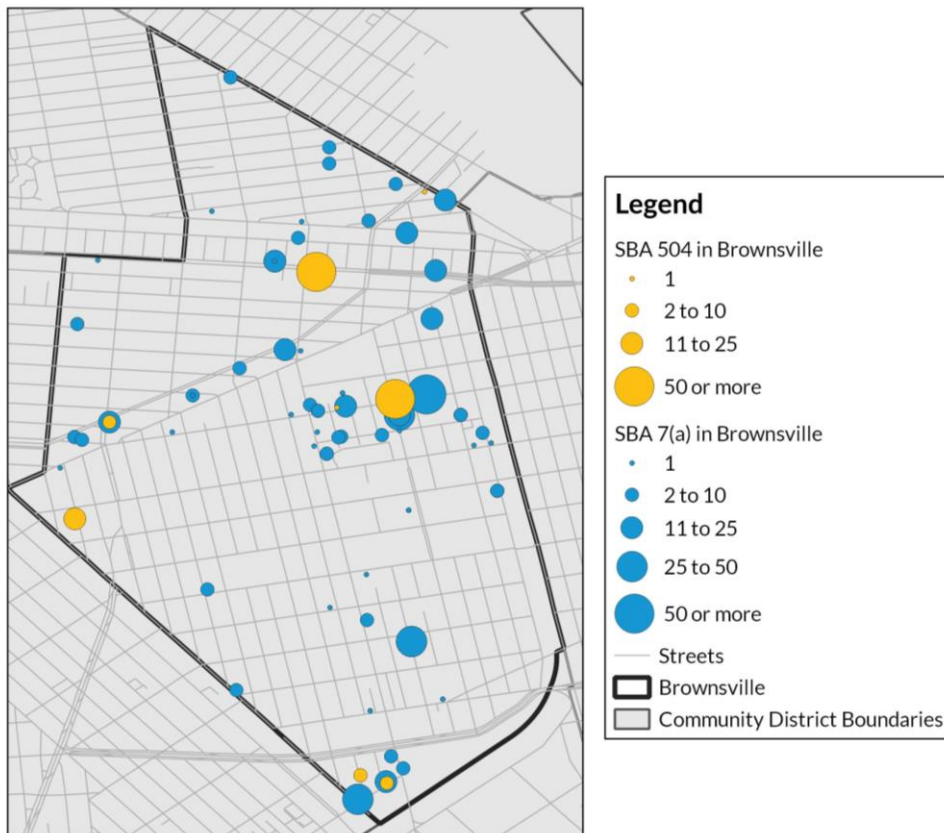 Legend
SBA 504 in Brownsville
1
2 to 10
11 to 25
50 or more
SBA 7(a) in Brownsville
1
2 to 10
11 to 25
25 to 50
50 or more
Streets
Brownsville
Community District Boundaries